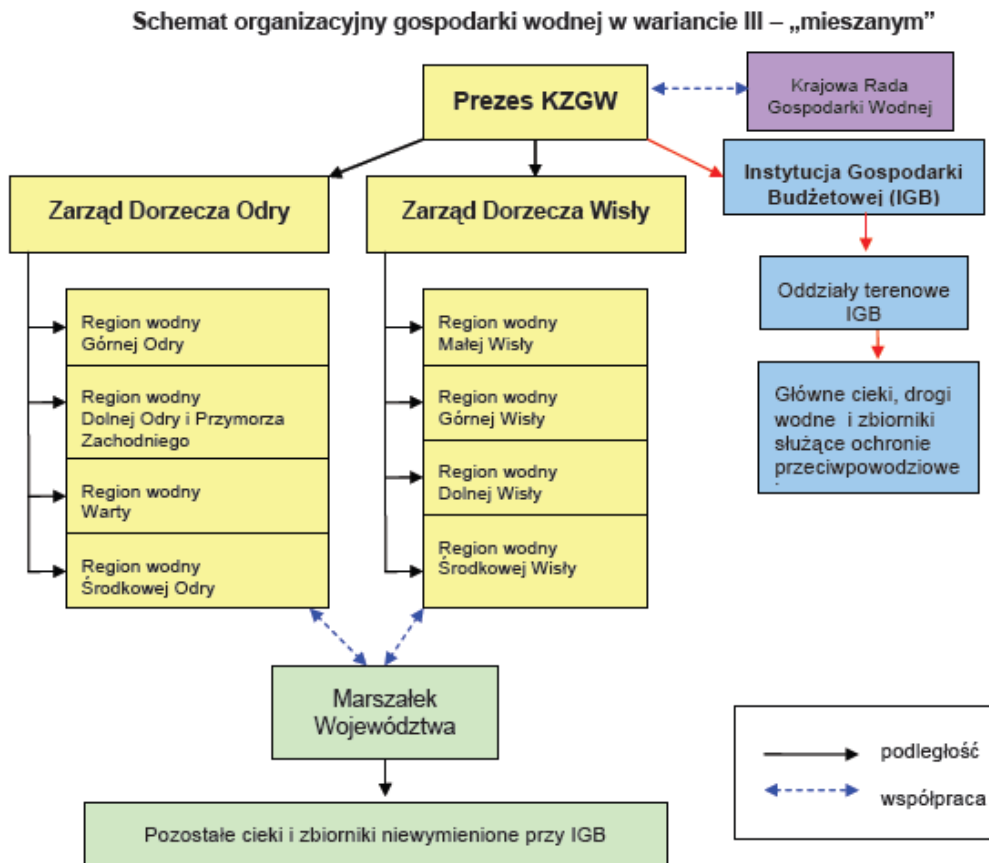 Schemat organizacyjny gospodarki wodnej w wariancie III – „mieszanym”
Prezes KZGW
Krajowa Rada
Gospodarki Wodnej
Zarząd Dorzecza Odry
Zarząd Dorzecza Wisły
Instytucja Gospodarki
Budżetowej (IGB)
Region wodny
Górnej Odry
Region wodny
Dolnej Odry i Przymorza
Zachodniego
Region wodny
Warty
Region wodny
Środkowej Odry
Region wodny
Małej Wisły
Region wodny
Górnej Wisły
Region wodny
Dolnej Wisły
Region wodny
Środkowej Wisły
Oddziały terenowe
IGB
Główne cieki, drogi
wodne i zbiorniki
służące ochronie
przeciwpowodziowe
Marszałek
Województwa
Pozostałe cieki i zbiorniki niewymienione przy IGB
podległość
współpraca